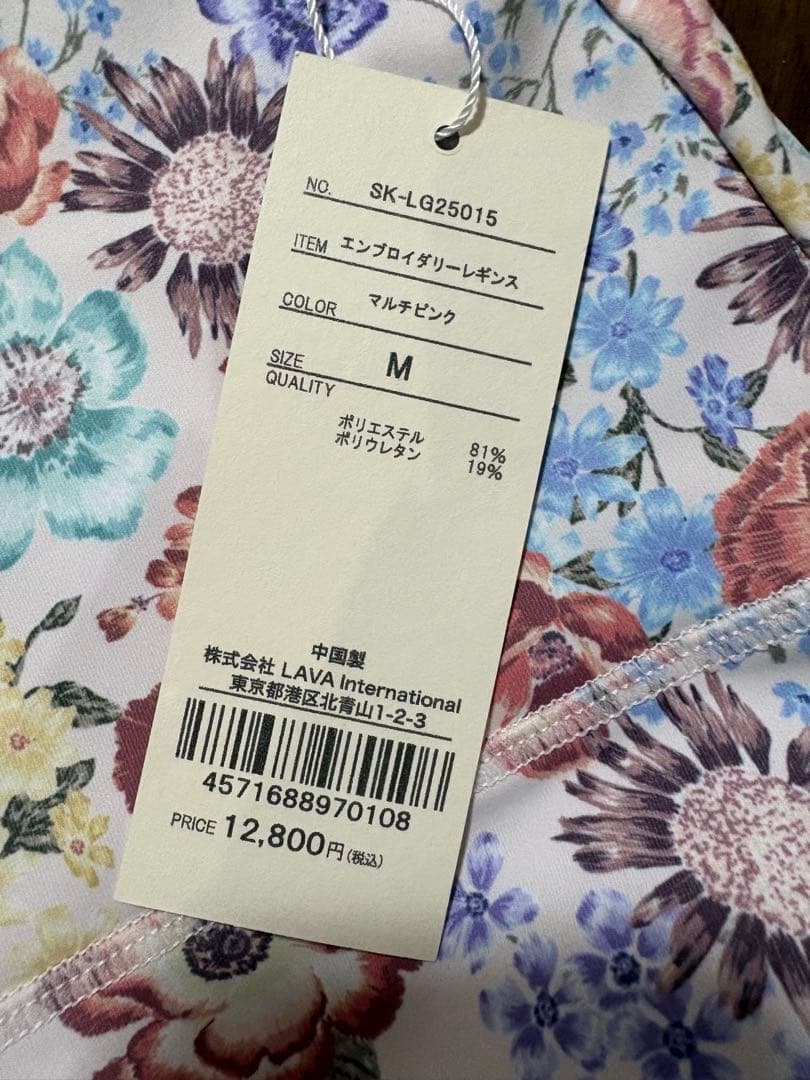 NO. SK-LG25015
ITEM エンブロイダリーレギンス
COLOR マルチピンク
SIZE M
QUALITY
ポリエステル 81%
ポリウレタン 19%
中国製
株式会社 LAVA International
東京都港区北青山1-2-3
4571688970108
PRICE 12,800円(税込)